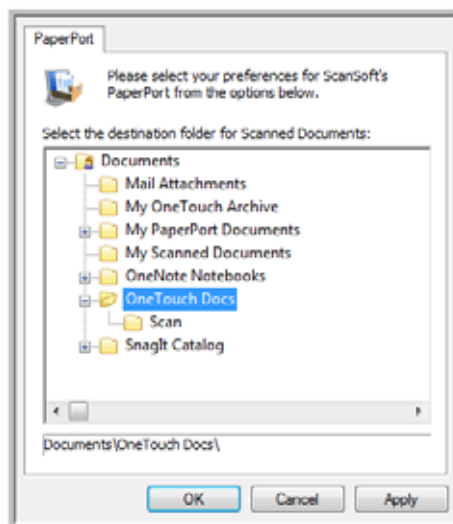 PaperPort
Please select your preferences for ScanSoft's
PaperPort from the options below.
Select the destination folder for Scanned Documents:
Documents
Mail Attachments
My OneTouch Archive
My PaperPort Documents
My Scanned Documents
OneNote Notebooks
OneTouch Docs
Scan
SnagIt Catalog
Documents\OneTouch Docs\
OK Cancel Apply